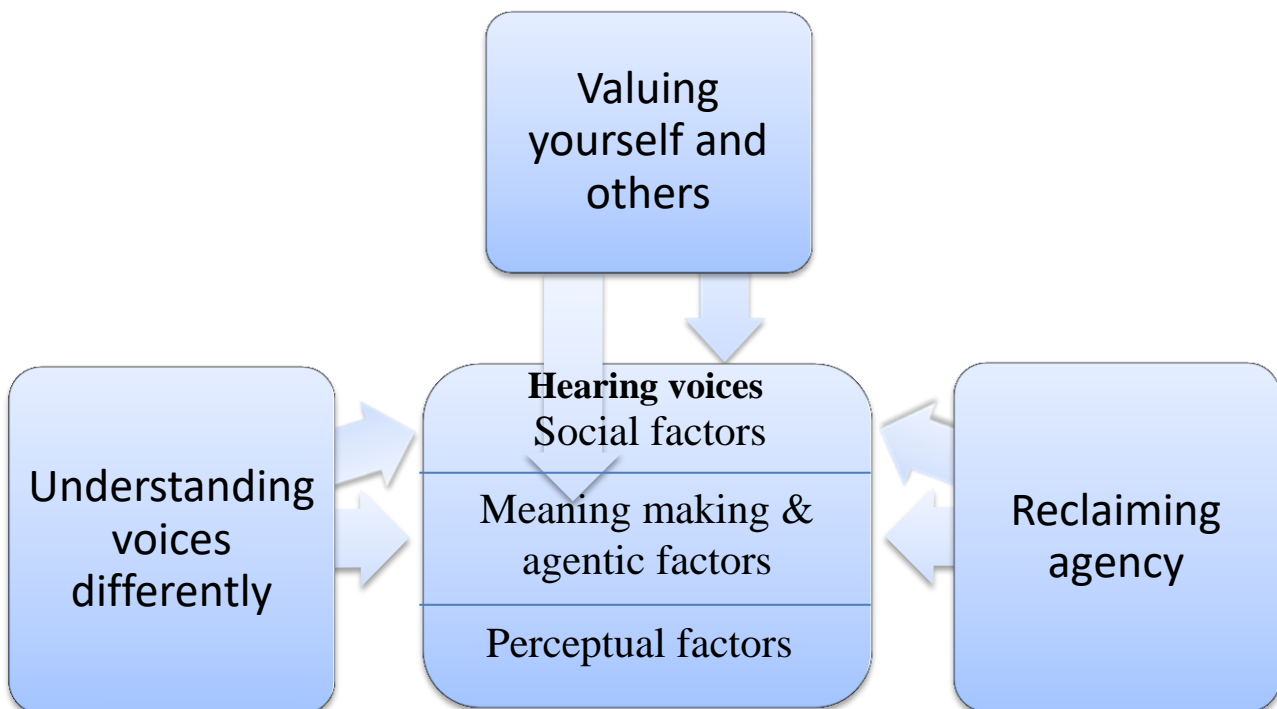 Valuing
yourself and
others
Hearing voices
Social factors
Understanding
voices
differently
Meaning making &
agentic factors
Reclaiming
agency
Perceptual factors